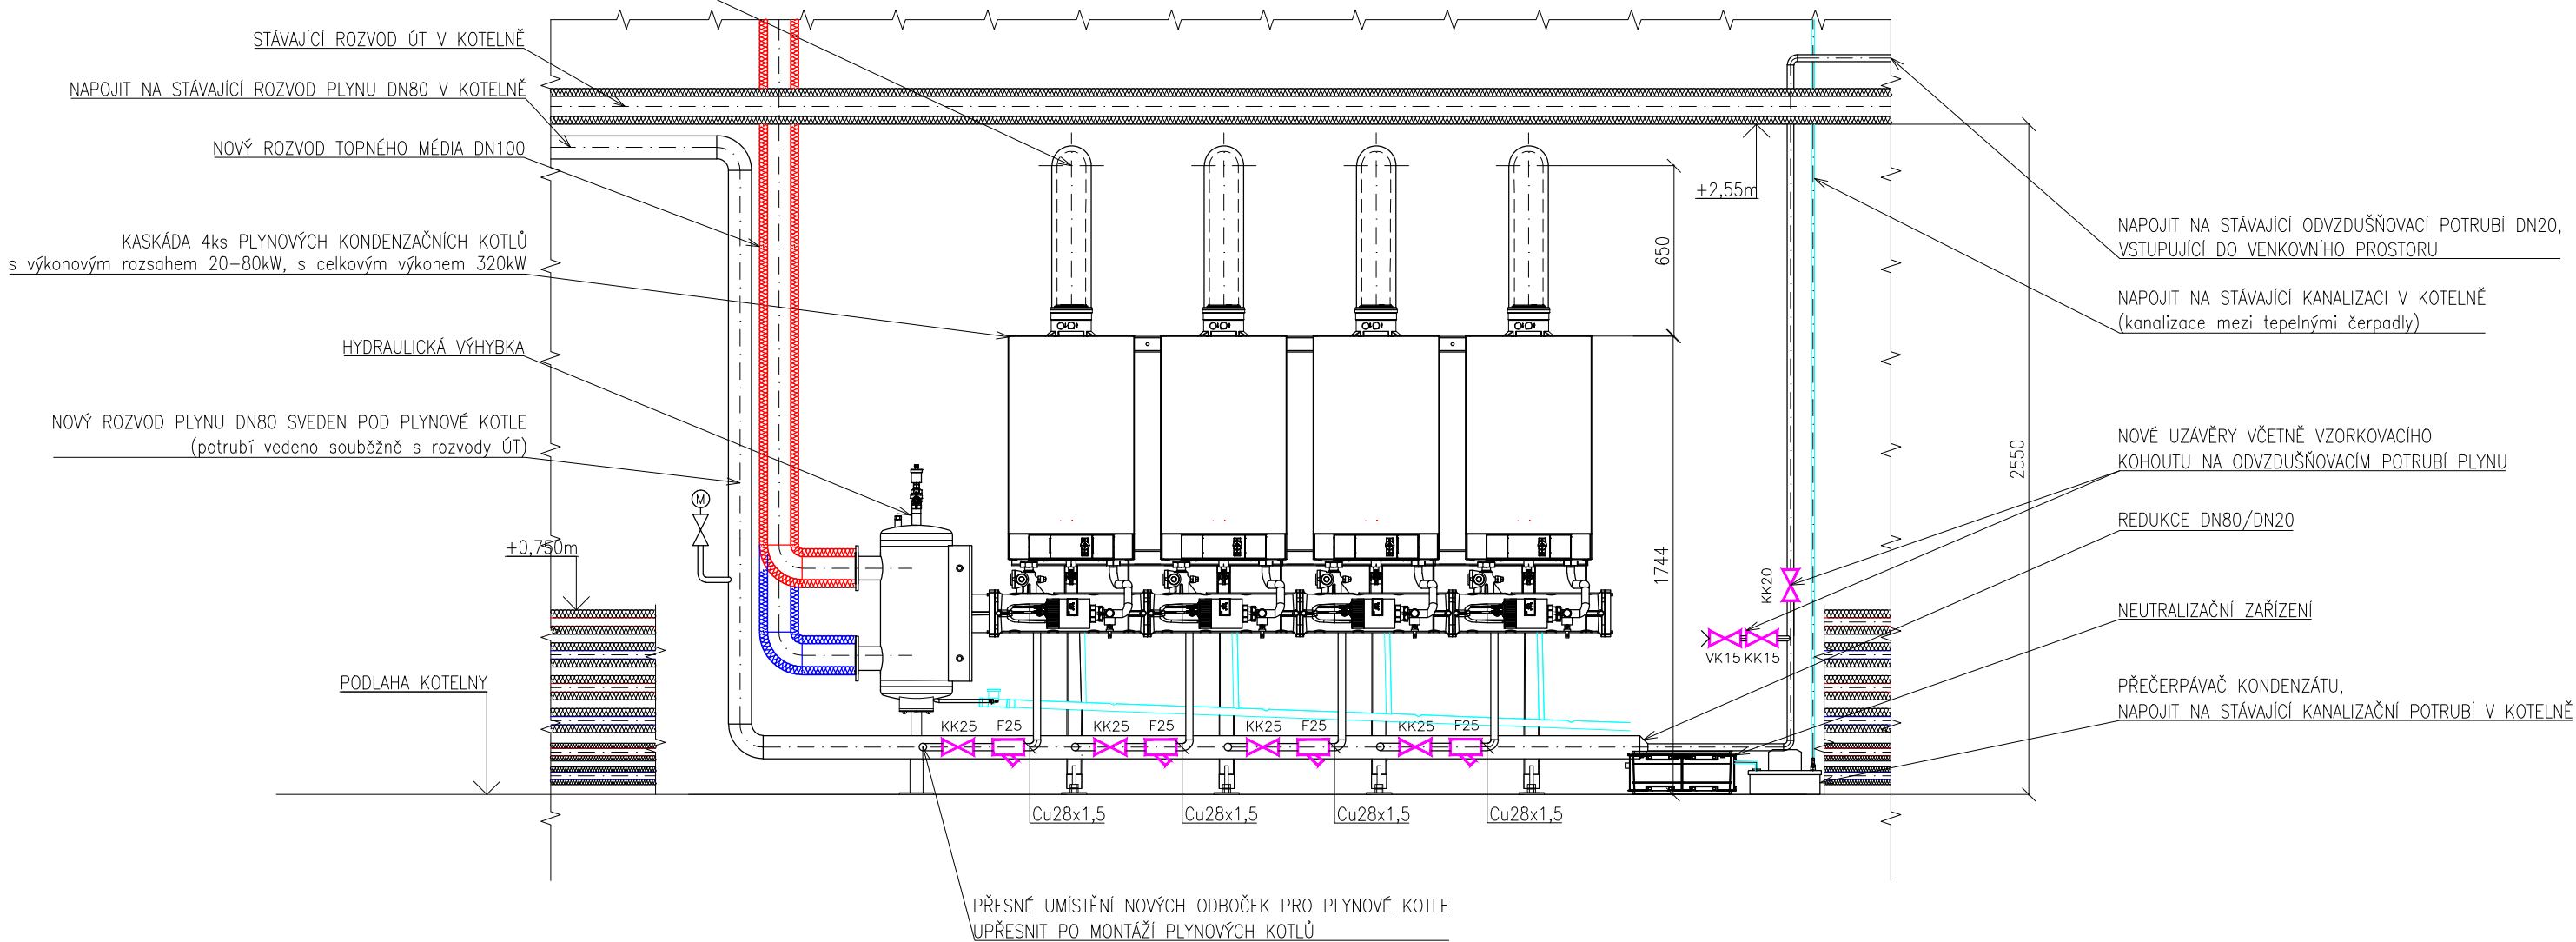 STÁVAJÍCÍ ROZVOD ÚT V KOTELNĚ
NAPOJIT NA STÁVAJÍCÍ ROZVOD PLYNU DN80 V KOTELNĚ
NOVÝ ROZVOD TOPNÉHO MÉDIA DN100
KASKÁDA 4ks PLYNOVÝCH KONDENZAČNÍCH KOTLŮ
s výkonovým rozsahem 20-80kW, s celkovým výkonem 320kW
HYDRAULICKÁ VÝHYBKA
NOVÝ ROZVOD PLYNU DN80 SVEDEN POD PLYNOVÉ KOTLE
(potrubí vedeno souběžně s rozvody ÚT)
M
+0,750m
PODLAHA KOTELNY
+2,55m
650
1744
2550
KK20
VK15 KK15
KK25 F25 KK25 F25 KK25 F25 KK25 F25
Cu28x1,5 Cu28x1,5 Cu28x1,5 Cu28x1,5
PŘESNÉ UMÍSTĚNÍ NOVÝCH ODBOČEK PRO PLYNOVÉ KOTLE
UPŘESNIT PO MONTÁŽÍ PLYNOVÝCH KOTLŮ
NAPOJIT NA STÁVAJÍCÍ ODVZDUŠŇOVACÍ POTRUBÍ DN20,
VSTUPUJÍCÍ DO VENKOVNÍHO PROSTORU
NAPOJIT NA STÁVAJÍCÍ KANALIZACI V KOTELNĚ
(kanalizace mezi tepelnými čerpadly)
NOVÉ UZÁVĚRY VČETNĚ VZORKOVACÍHO
KOHOUTU NA ODVZDUŠŇOVACÍM POTRUBÍ PLYNU
REDUKCE DN80/DN20
NEUTRALIZAČNÍ ZAŘÍZENÍ
PŘEČERPÁVAČ KONDENZÁTU,
NAPOJIT NA STÁVAJÍCÍ KANALIZAČNÍ POTRUBÍ V KOTELNĚ